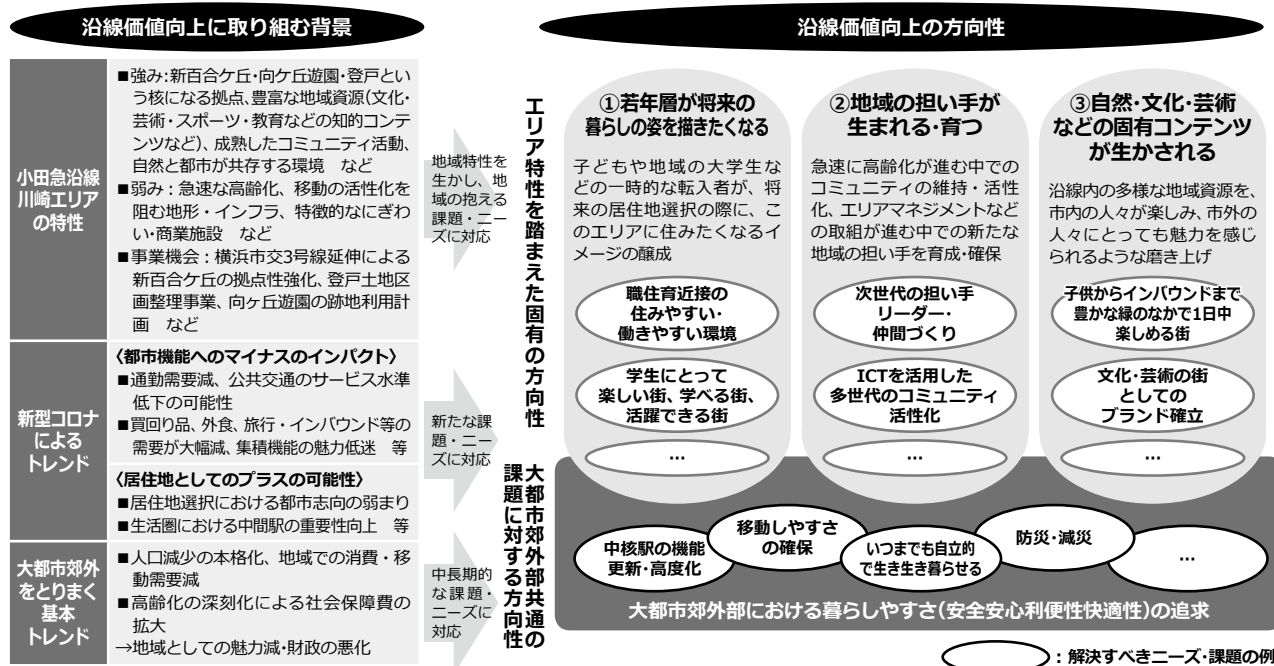 沿線価値向上に取り組む背景
小田急沿線
川崎エリア
の特性
■強み:新百合ケ丘・向ケ丘遊園・登戸とい
う核になる拠点、豊富な地域資源(文化・
芸術・スポーツ・教育などの知的コンテ
ンツなど)、成熟したコミュニティ活動、
自然と都市が共存する環境 など
■弱み:急速な高齢化、移動の活性化を
阻む地形・インフラ、特徴的なにぎわ
い・商業施設 など
■事業機会:横浜市交3号線延伸による
新百合ケ丘の拠点性強化、登戸土地区
画整理事業、向ヶ丘遊園の跡地利用計
画 など
新型コロナ
による
トレンド
〈都市機能へのマイナスのインパクト〉
■通勤需要減、公共交通のサービス水準
低下の可能性
■買回り品、外食、旅行・インバウンド等の
需要が大幅減、集積機能の魅力低迷 等
〈居住地としてのプラスの可能性〉
■居住地選択における都市志向の弱まり
■生活圏における中間駅の重要性向上 等
大都市郊外
をとりまく
基本
トレンド
■人口減少の本格化、地域での消費・移
動需要減
■高齢化の深刻化による社会保障費の
拡大
→地域としての魅力減・財政の悪化
地域特性を
生かし、地
域の抱える
課題・ニー
ズに対応
新たな課
題・ニー
ズに対応
中長期的
な課題・
ニーズに
対応
沿線価値向上の方向性
エリア特性を踏まえた固有の方向性
①若年層が将来の
暮らしの姿を描きたくなる
子どもや地域の大学生な
どの一時的な転入者が、将
来の居住地選択の際に、こ
のエリアに住みたくなるイ
メージの醸成
職住育近接の
住みやすい・
働きやすい環境
学生にとって
楽しい街、学べる街、
活躍できる街
…
②地域の担い手が
生まれる・育つ
急速に高齢化が進む中での
コミュニティの維持・活性
化、エリアマネジメントなど
の取組が進む中での新たな
地域の担い手を育成・確保
次世代の担い手
リーダー・
仲間づくり
ICTを活用した
多世代のコミュニティ
活性化
…
③自然・文化・芸術
などの固有コンテンツ
が生かされる
沿線内の多様な地域資源を、
市内の人々が楽しみ、市外の
人々にとっても魅力を感じ
られるような磨き上げ
子供からインバウンドまで
豊かな緑のなかで1日中
楽しめる街
文化・芸術の街
としての
ブランド確立
…
大都市郊外部共通の
課題に対する方向性
中核駅の機能
更新・高度化
移動しやすさ
の確保
いつまでも自立的
で生き生き暮らせる
防災・減災
…
大都市郊外部における暮らしやすさ(安全安心利便性快適性)の追求
:解決すべきニーズ・課題の例